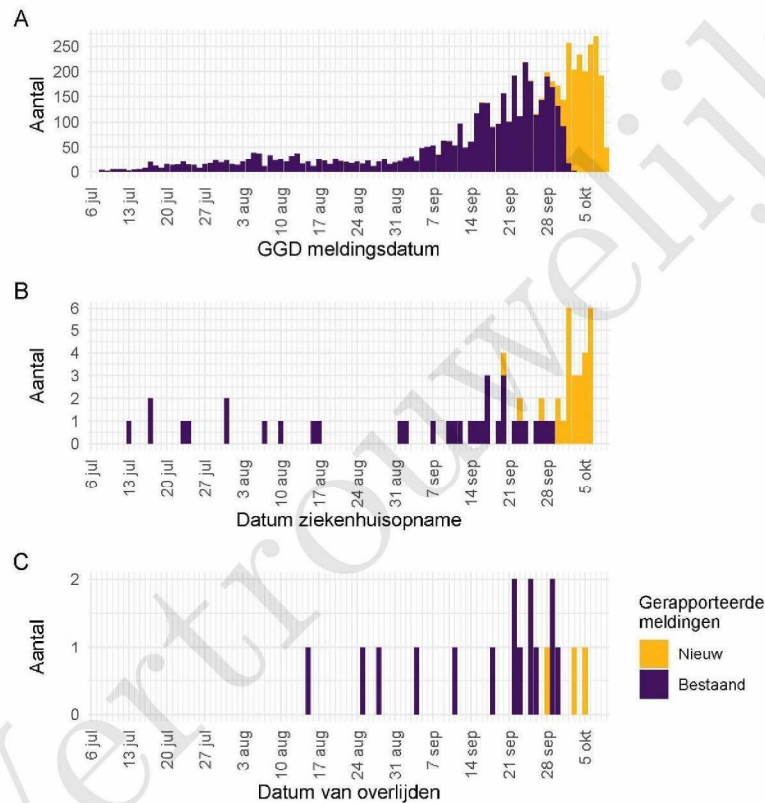 A
Aantal
250
200
150
100
50
0
6 jul
13 jul
20 jul
27 jul
3 aug
10 aug
17 aug
24 aug
31 aug
7 sep
14 sep
21 sep
28 sep
5 okt
GGD meldingsdatum
B
Aantal
6
5
4
3
2
1
0
6 jul
13 jul
20 jul
27 jul
3 aug
10 aug
17 aug
24 aug
31 aug
7 sep
14 sep
21 sep
28 sep
5 okt
Datum ziekenhuisopname
C
Aantal
2
1
0
6 jul
13 jul
20 jul
27 jul
3 aug
10 aug
17 aug
24 aug
31 aug
7 sep
14 sep
21 sep
28 sep
5 okt
Datum van overlijden
Gerapporteerde
meldingen
Nieuw
Bestaand
Vertrouwelijk